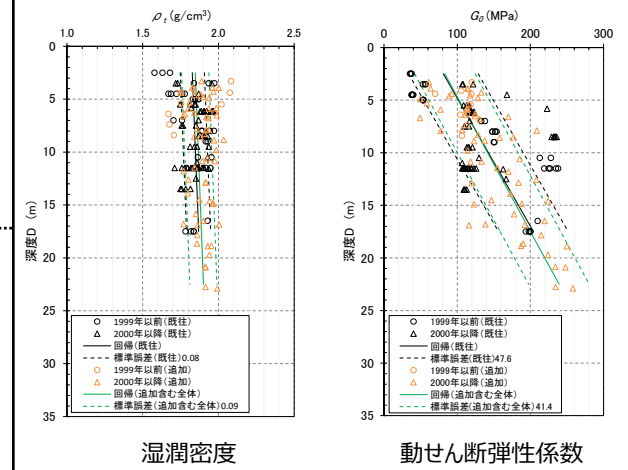 ρt(g/cm³)
1.0 1.5 2.0 2.5
0
5
10
15
20
25
30
35
深度D (m)
1999年以前(既往)
2000年以降(既往)
回帰(既往)
標準誤差(既往)0.08
1999年以前(追加)
2000年以降(追加)
回帰(追加含む全体)
標準誤差(追加含む全体)0.09
湿潤密度
G0(MPa)
0 100 200 300
0
5
10
15
20
25
30
35
深度D (m)
1999年以前(既往)
2000年以降(既往)
回帰(既往)
標準誤差(既往)47.6
1999年以前(追加)
2000年以降(追加)
回帰(追加含む全体)
標準誤差(追加含む全体)41.4
動せん断弾性係数